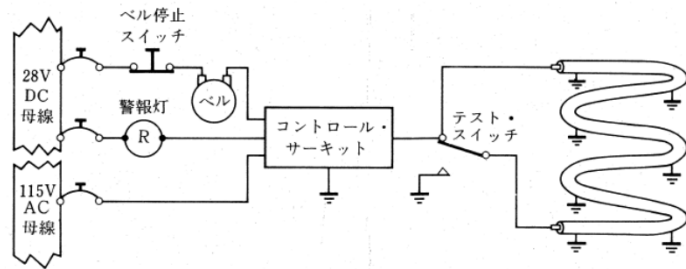 ベル停止
スイッチ
28V
DC
母線
ベル
警報灯
R
コントロール・
サーキット
テスト・
スイッチ
115V
AC
母線